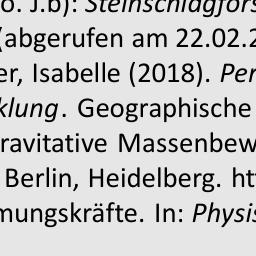 o. J.b): Steinschlagfors
(abgerufen am 22.02.2
er, Isabelle (2018). Per
klung. Geographische
ravitative Massenbew
Berlin, Heidelberg. ht
mungskräfte. In: Physis